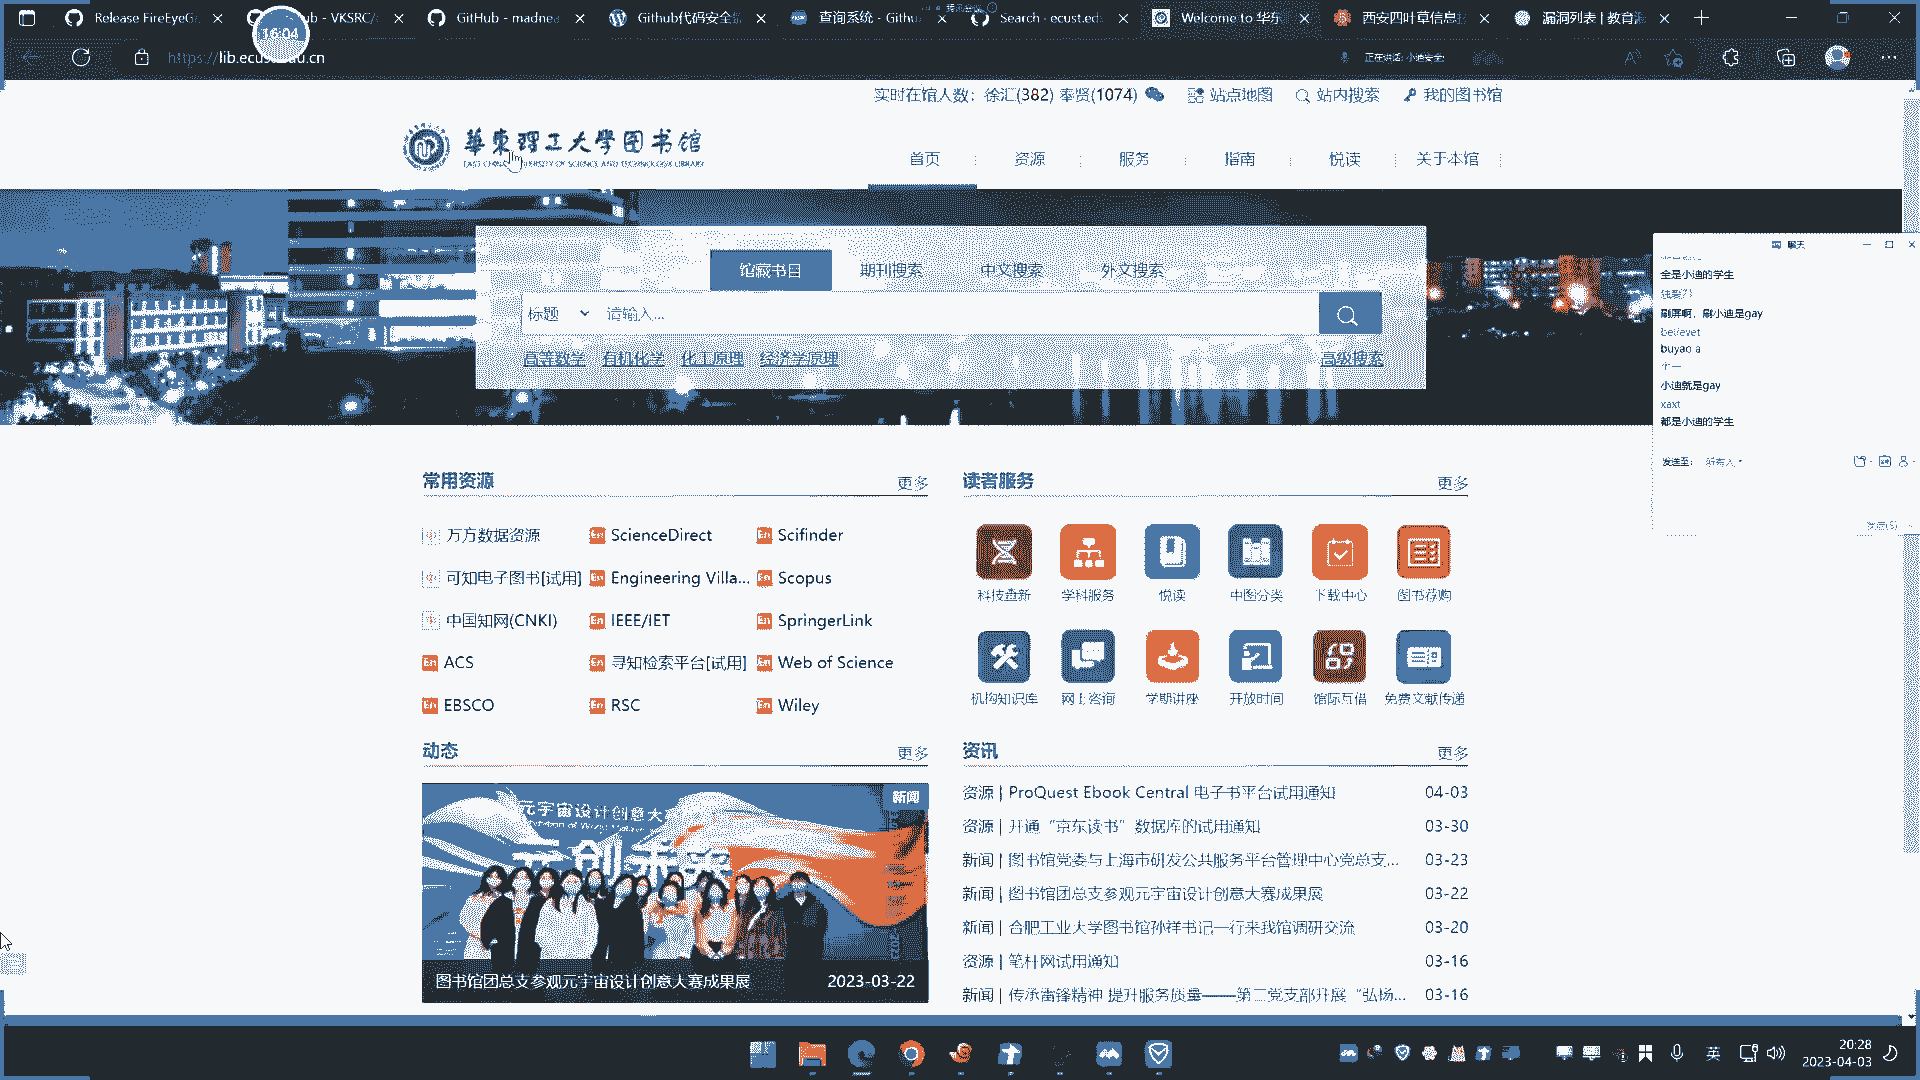 Release FireEyeG
ub - VKSRC/
GitHub - madnea
Github代码安全
查询系统 - Githu
Search · ecust.ed
Welcome to 华东
西安四叶草信息技
漏洞列表 | 教育漏
16:04
https://lib.ecust.edu.cn
正在讲话: 小迪安全;
实时在馆人数：徐汇(382) 奉贤(1074)
站点地图
站内搜索
我的图书馆
華東理工大學图书馆
EAST CHINA UNIVERSITY OF SCIENCE AND TECHNOLOGY LIBRARY
首页
资源
服务
指南
悦读
关于本馆
馆藏书目
期刊搜索
中文搜索
外文搜索
标题
请输入...
高等数学 有机化学 化工原理 经济学原理
高级搜索
聊天
全是小迪的学生
刷屏啊，刷小迪是gay
believet
buyao a
小迪就是gay
xaxt
都是小迪的学生
发送至：
所有人
发送(S)
常用资源
更多
万方数据资源
ScienceDirect
Scifinder
可知电子图书[试用]
Engineering Villa...
Scopus
中国知网(CNKI)
IEEE/IET
SpringerLink
ACS
寻知检索平台[试用]
Web of Science
EBSCO
RSC
Wiley
读者服务
更多
科技查新
学科服务
悦读
中图分类
下载中心
图书荐购
机构知识库
网上咨询
学期讲座
开放时间
馆际互借
免费文献传递
动态
更多
新闻
元宇宙设计创意大
图书馆团总支参观元宇宙设计创意大赛成果展
2023-03-22
资讯
更多
资源 | ProQuest Ebook Central 电子书平台试用通知 04-03
资源 | 开通“京东读书”数据库的试用通知 03-30
新闻 | 图书馆党委与上海市研发公共服务平台管理中心党总支... 03-23
新闻 | 图书馆团总支参观元宇宙设计创意大赛成果展 03-22
新闻 | 合肥工业大学图书馆孙祥书记一行来我馆调研交流 03-20
资源 | 笔杆网试用通知 03-16
新闻 | 传承雷锋精神 提升服务质量——第二党支部开展“弘扬... 03-16
英
20:28
2023-04-03